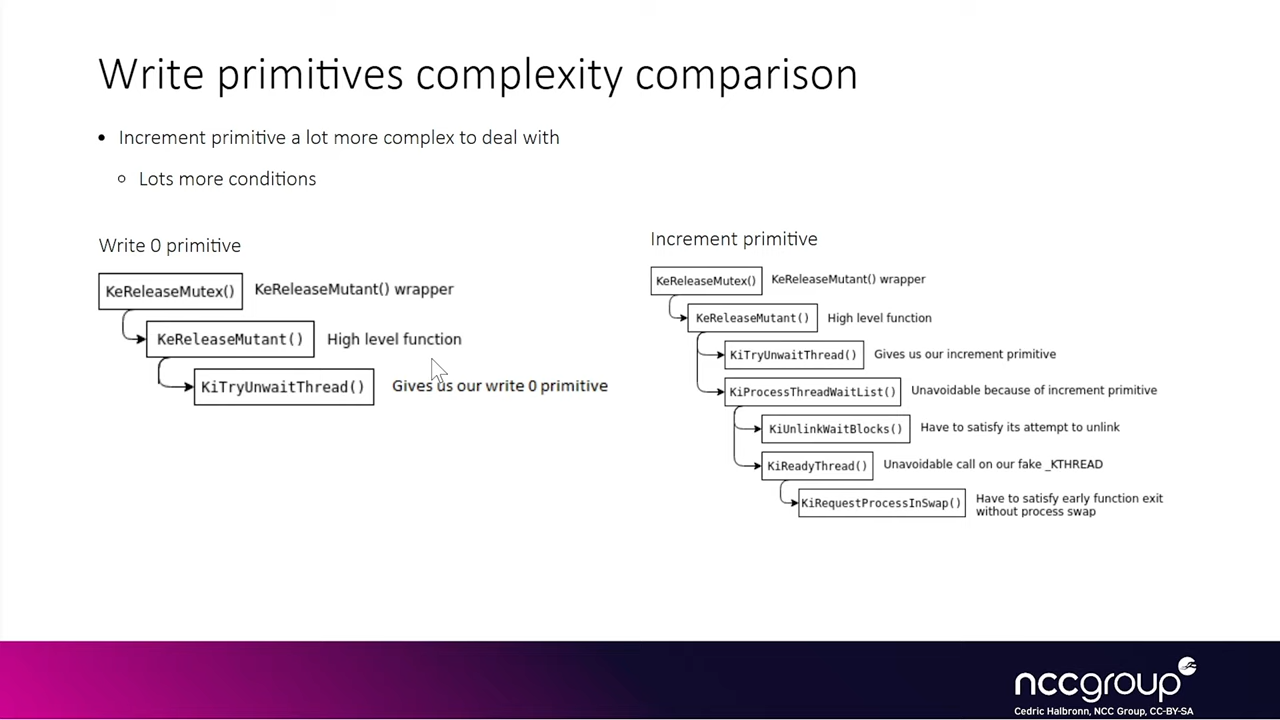 Write primitives complexity comparison
• Increment primitive a lot more complex to deal with
○ Lots more conditions
Write 0 primitive
KeReleaseMutex() KeReleaseMutant() wrapper
KeReleaseMutant() High level function
KiTryUnwaitThread() Gives us our write 0 primitive
Increment primitive
KeReleaseMutex() KeReleaseMutant() wrapper
KeReleaseMutant() High level function
KiTryUnwaitThread() Gives us our increment primitive
KiProcessThreadWaitList() Unavoidable because of increment primitive
KiUnlinkWaitBlocks() Have to satisfy its attempt to unlink
KiReadyThread() Unavoidable call on our fake _KTHREAD
KiRequestProcessInSwap() Have to satisfy early function exit
without process swap
nccgroup
Cedric Halbronn, NCC Group, CC-BY-SA